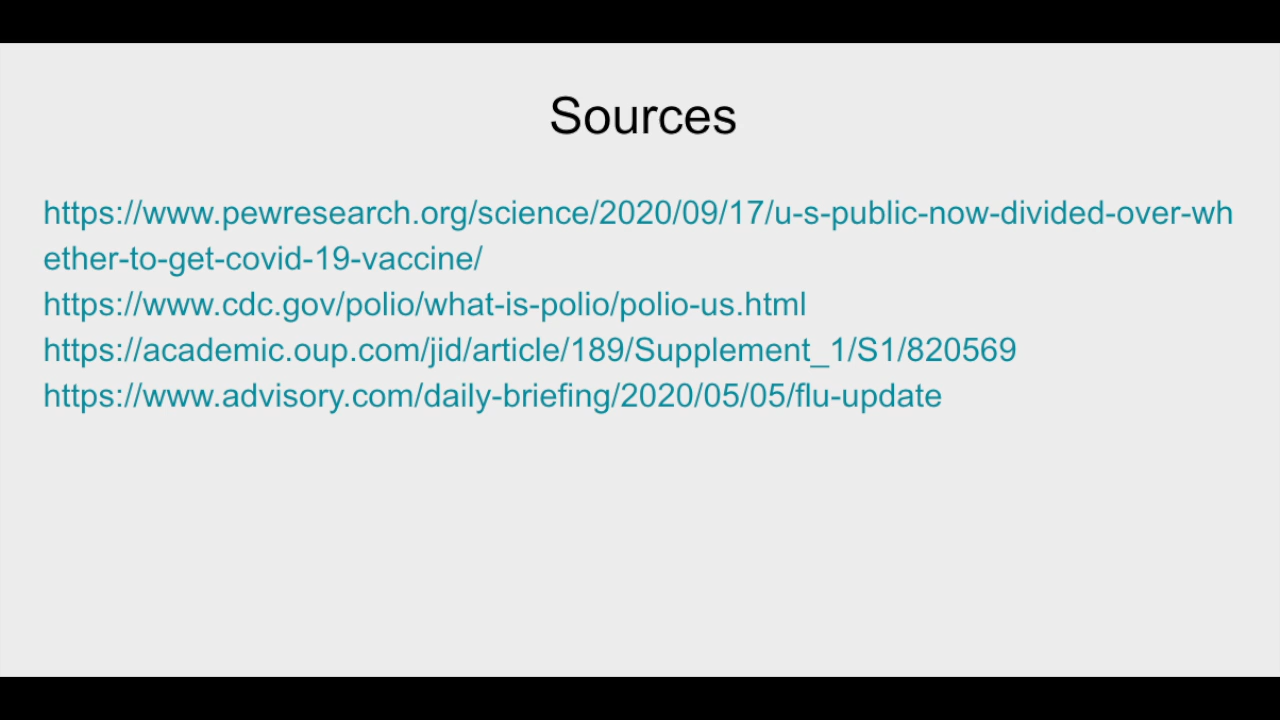 Sources
https://www.pewresearch.org/science/2020/09/17/u-s-public-now-divided-over-wh
ether-to-get-covid-19-vaccine/
https://www.cdc.gov/polio/what-is-polio/polio-us.html
https://academic.oup.com/jid/article/189/Supplement_1/S1/820569
https://www.advisory.com/daily-briefing/2020/05/05/flu-update